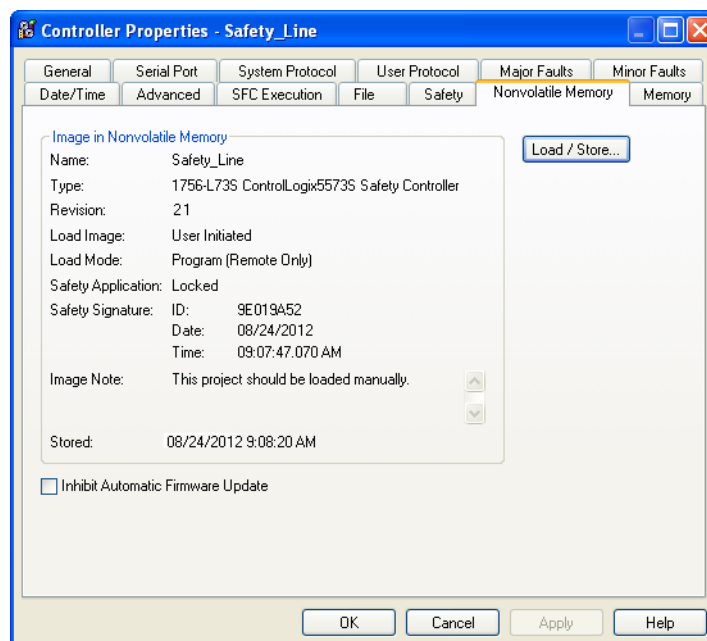 Controller Properties - Safety_Line
General Serial Port System Protocol User Protocol Major Faults Minor Faults
Date/Time Advanced SFC Execution File Safety Nonvolatile Memory Memory
Image in Nonvolatile Memory
Load / Store...
Name: Safety_Line
Type: 1756-L73S ControlLogix5573S Safety Controller
Revision: 21
Load Image: User Initiated
Load Mode: Program (Remote Only)
Safety Application: Locked
Safety Signature: ID: 9E019A52
Date: 08/24/2012
Time: 09:07:47.070 AM
Image Note: This project should be loaded manually.
Stored: 08/24/2012 9:08:20 AM
Inhibit Automatic Firmware Update
OK Cancel Apply Help